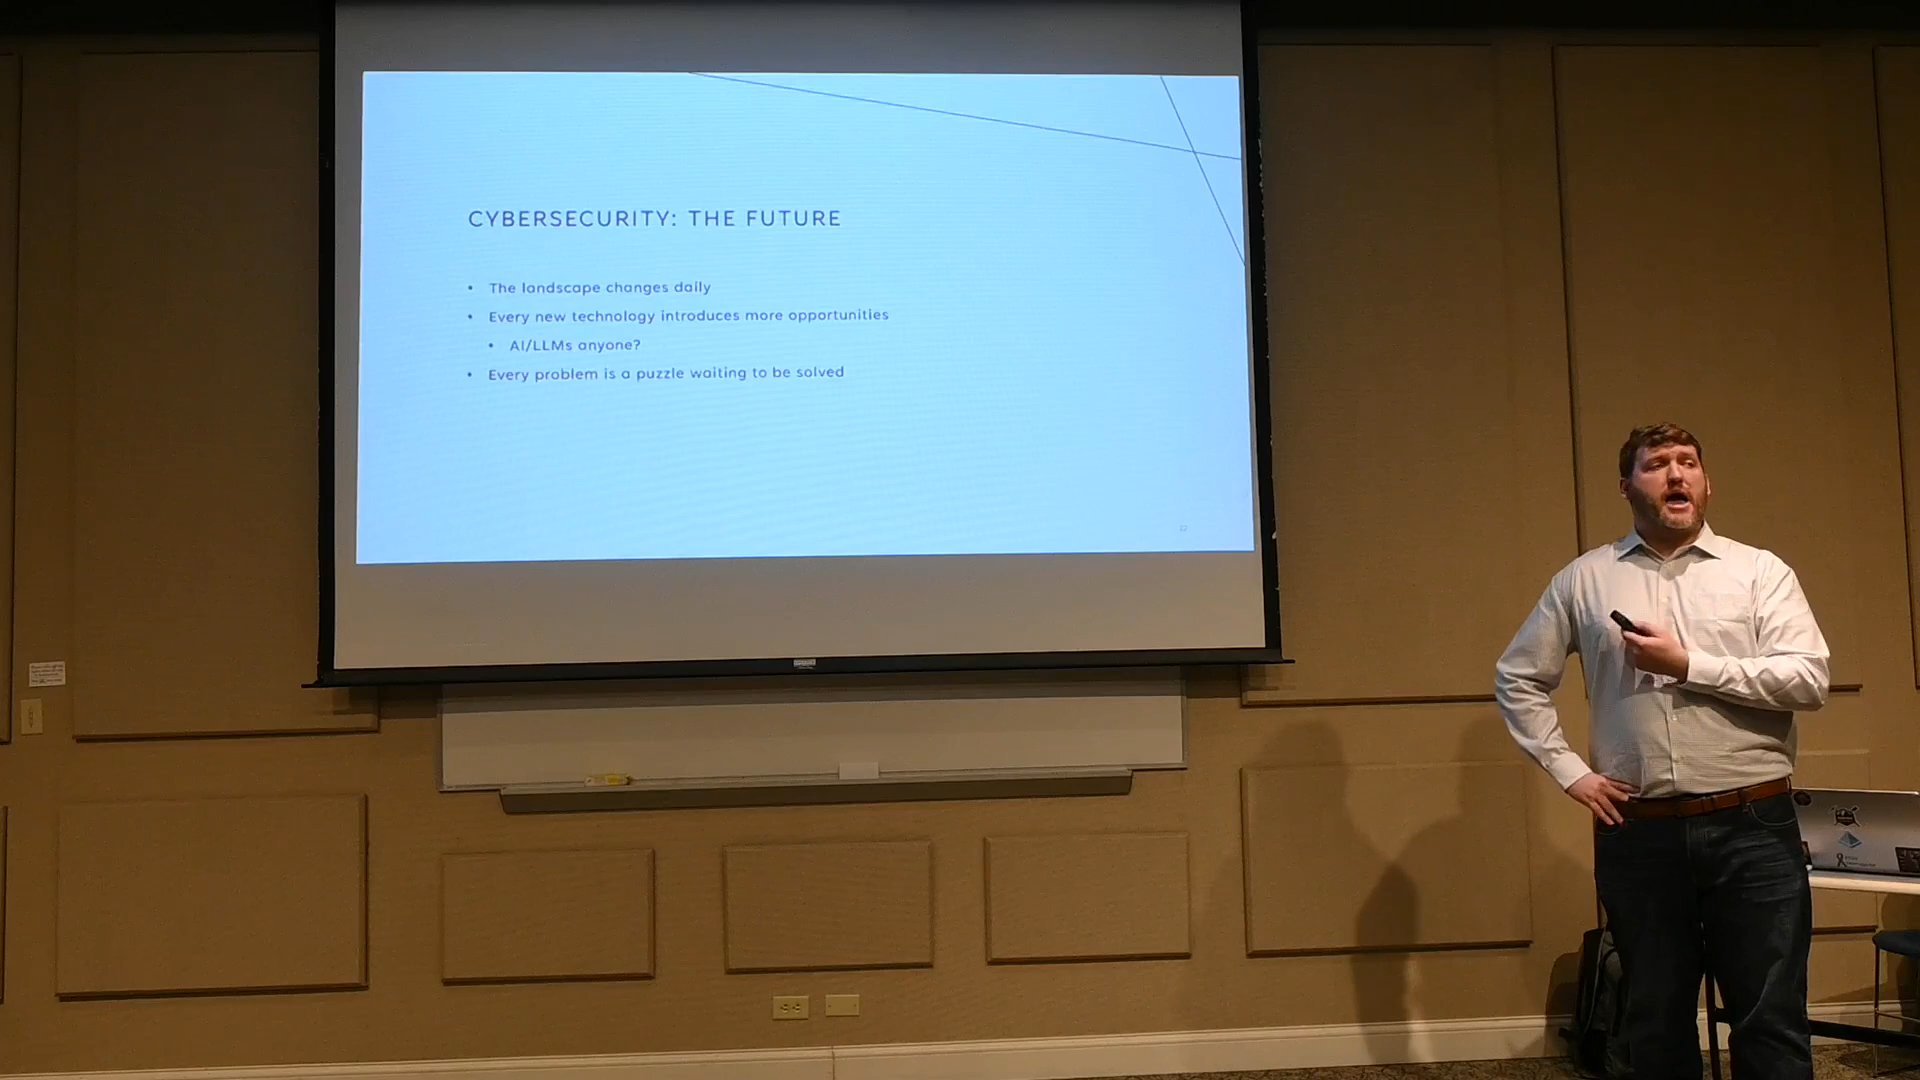 CYBERSECURITY: THE FUTURE
• The landscape changes daily
• Every new technology introduces more opportunities
• AI/LLMs anyone?
• Every problem is a puzzle waiting to be solved